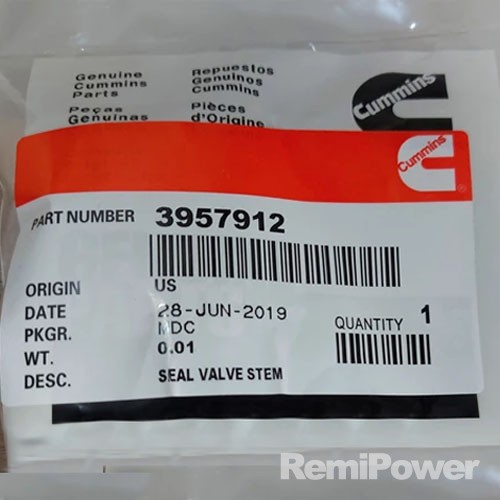 Genuine
Cummins
Parts
Repuestos
Genuinos
Cummins
Peças
Genuinas
Pièces
d'Origine
Cummins
Cummins
PART NUMBER 3957912
ORIGIN US
DATE 28-JUN-2019
PKGR. MDC
WT. 0.01
DESC. SEAL VALVE STEM
QUANTITY 1
RemiPower